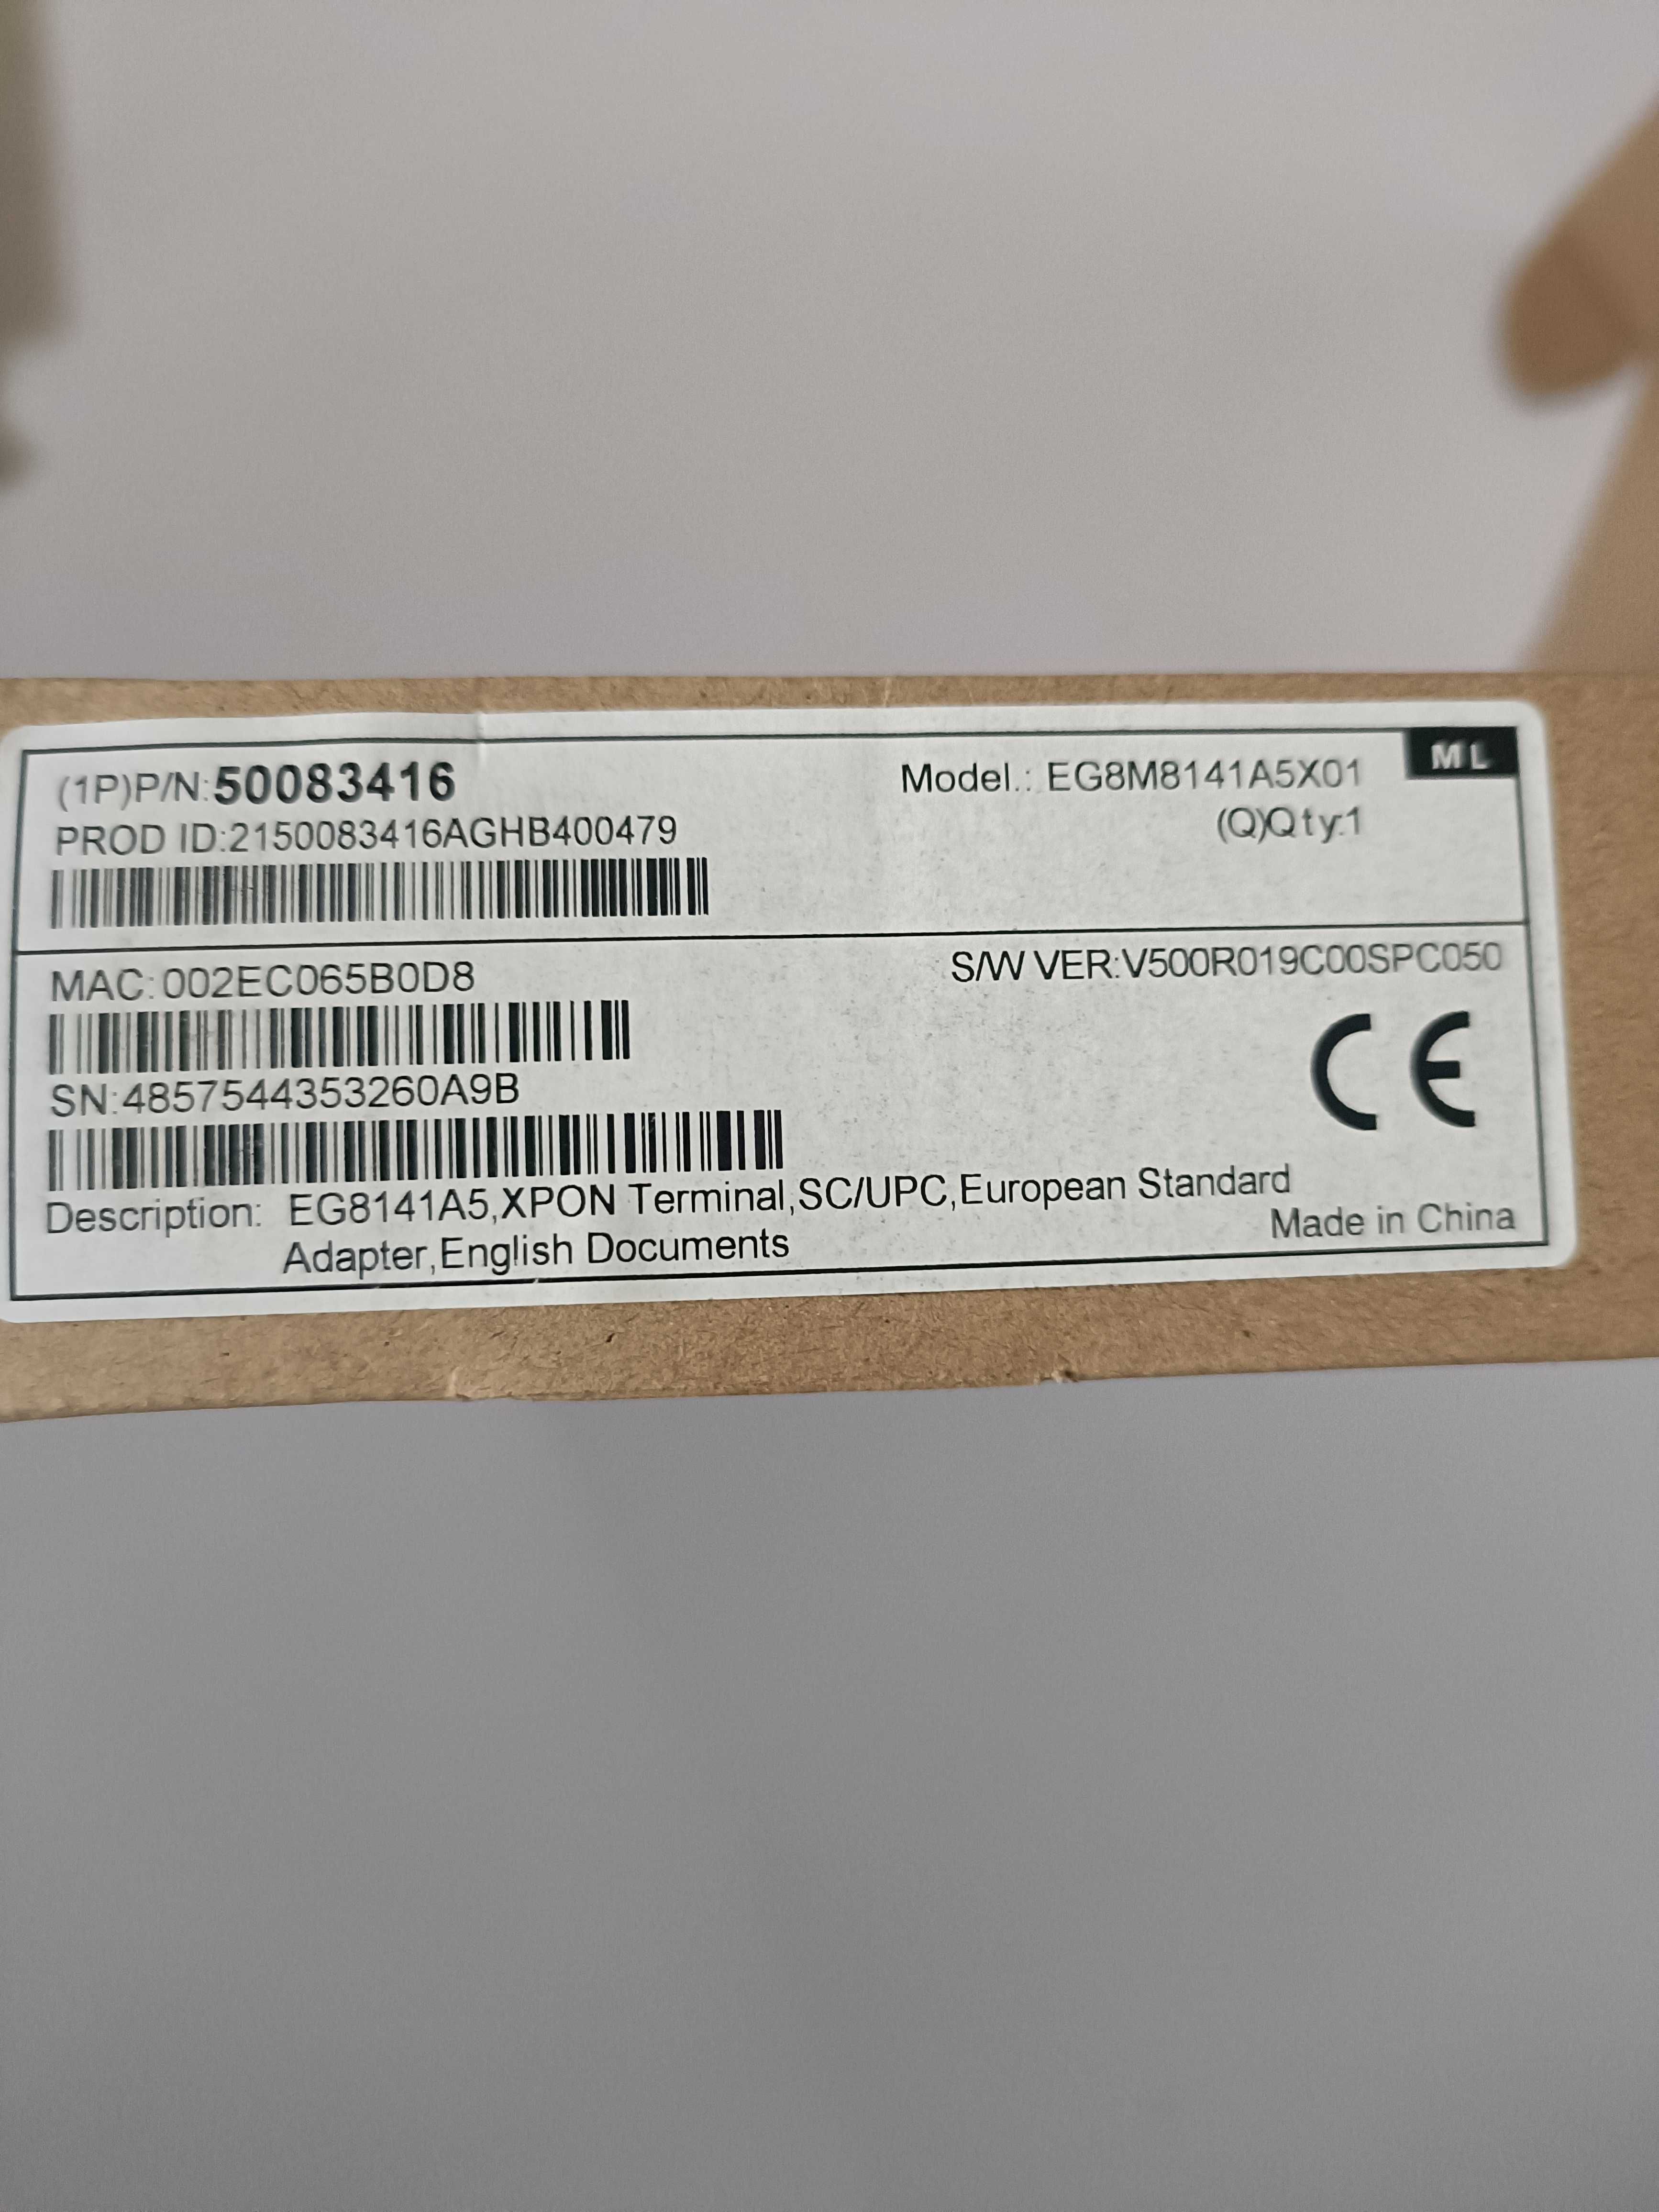 (1P)P/N:50083416
Model.: EG8M8141A5X01
ML
PROD ID:2150083416AGHB400479
(Q)Qty:1
MAC:002EC065B0D8
S/W VER:V500R019C00SPC050
SN:4857544353260A9B
CE
Description: EG8141A5,XPON Terminal,SC/UPC,European Standard
Adapter,English Documents
Made in China